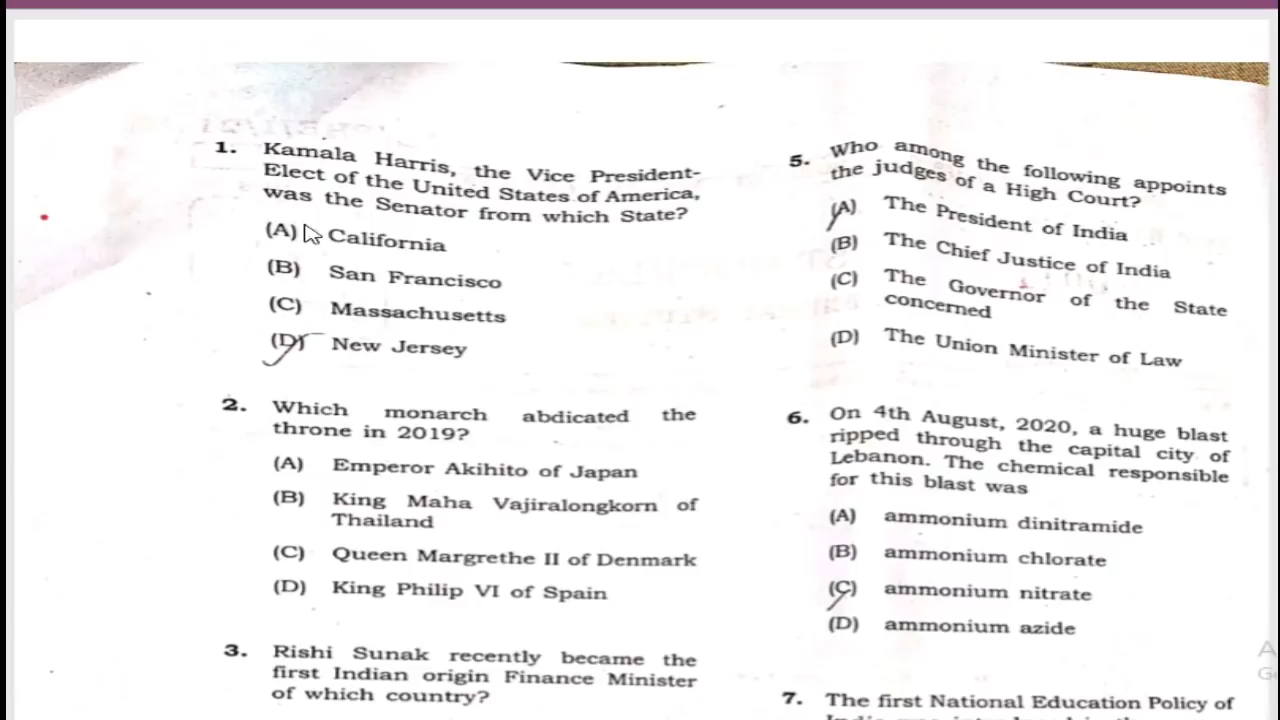 1. Kamala Harris, the Vice President-
Elect of the United States of America,
was the Senator from which State?
(A) California
(B) San Francisco
(C) Massachusetts
(D) New Jersey
2. Which monarch abdicated the
throne in 2019?
(A) Emperor Akihito of Japan
(B) King Maha Vajiralongkorn of
Thailand
(C) Queen Margrethe II of Denmark
(D) King Philip VI of Spain
3. Rishi Sunak recently became the
first Indian origin Finance Minister
of which country?
5. Who among the following appoints
the judges of a High Court?
(A) The President of India
(B) The Chief Justice of India
(C) The Governor of the State
concerned
(D) The Union Minister of Law
6. On 4th August, 2020, a huge blast
ripped through the capital city of
Lebanon. The chemical responsible
for this blast was
(A) ammonium dinitramide
(B) ammonium chlorate
(C) ammonium nitrate
(D) ammonium azide
7. The first National Education Policy of